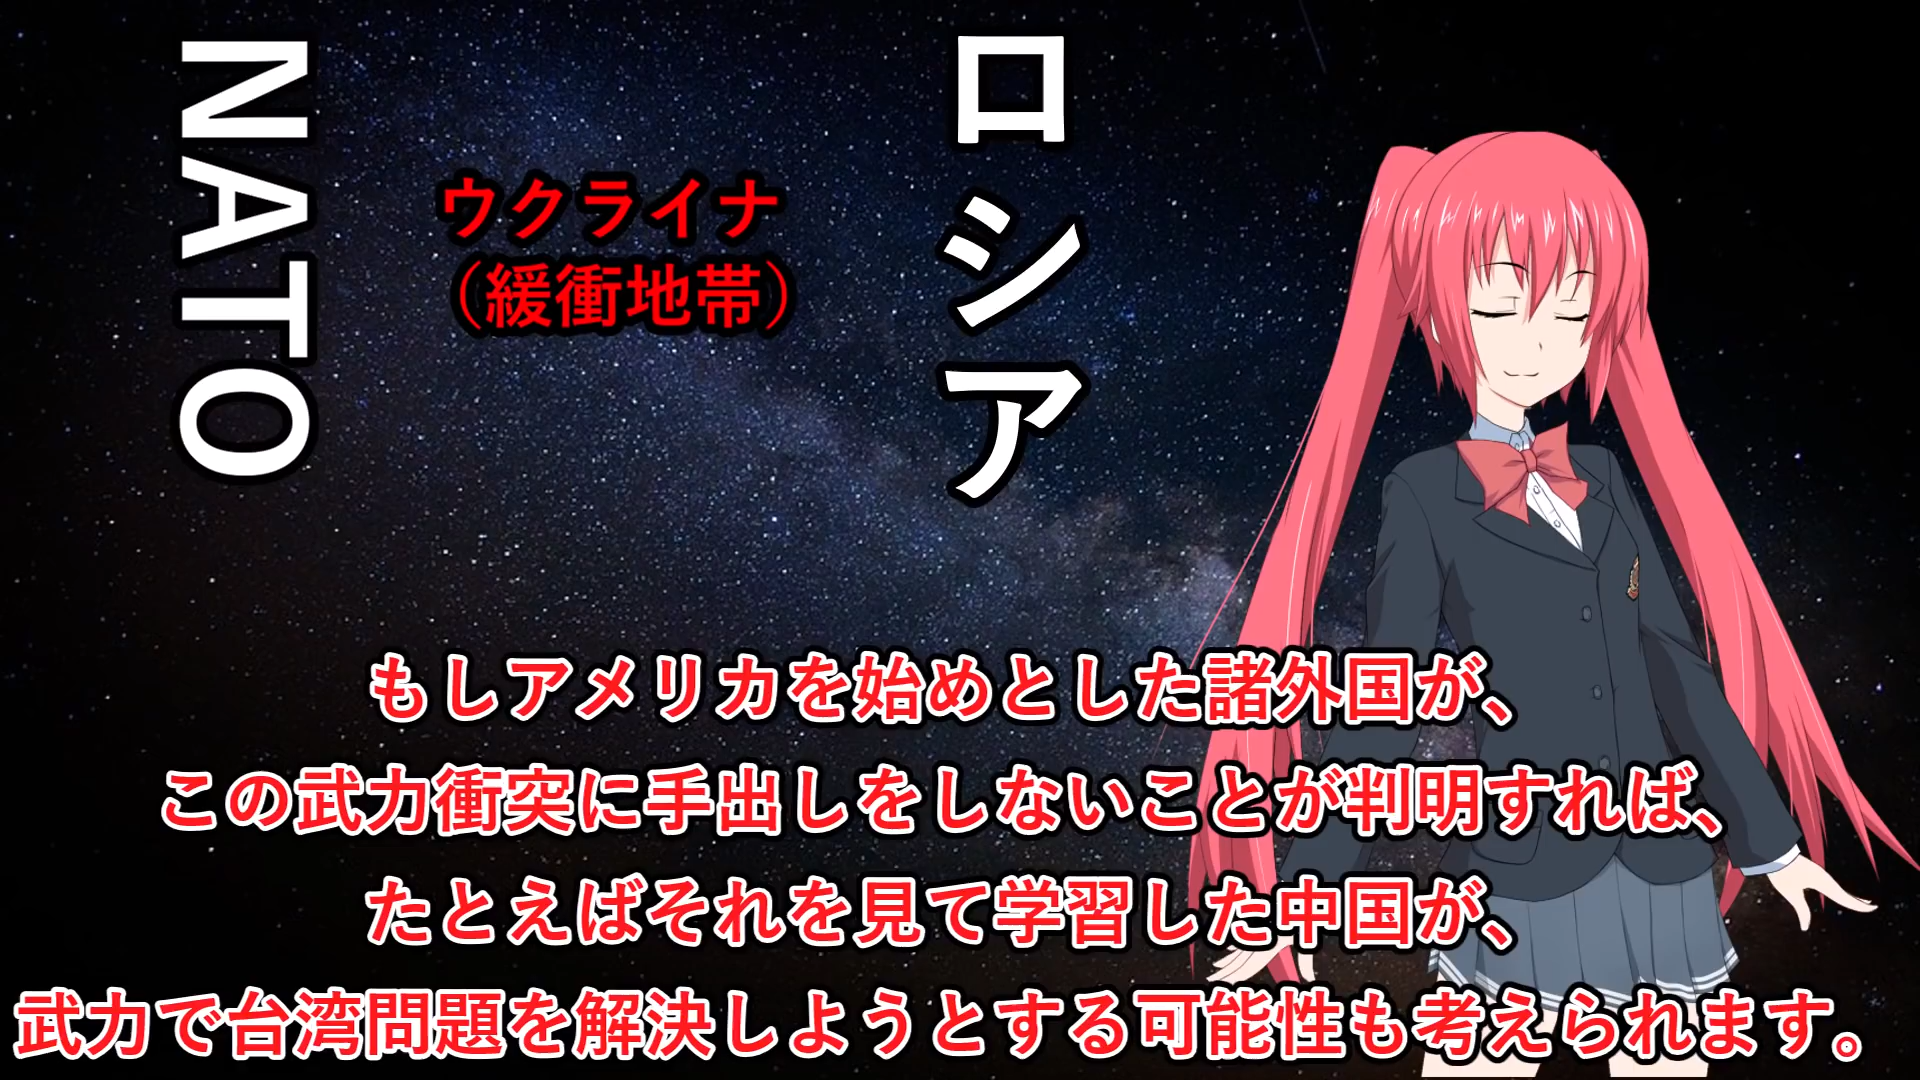 NATO
ウクライナ
（緩衝地帯）
ロシア
もしアメリカを始めとした諸外国が、
この武力衝突に手出しをしないことが判明すれば、
たとえばそれを見て学習した中国が、
武力で台湾問題を解決しようとする可能性も考えられます。